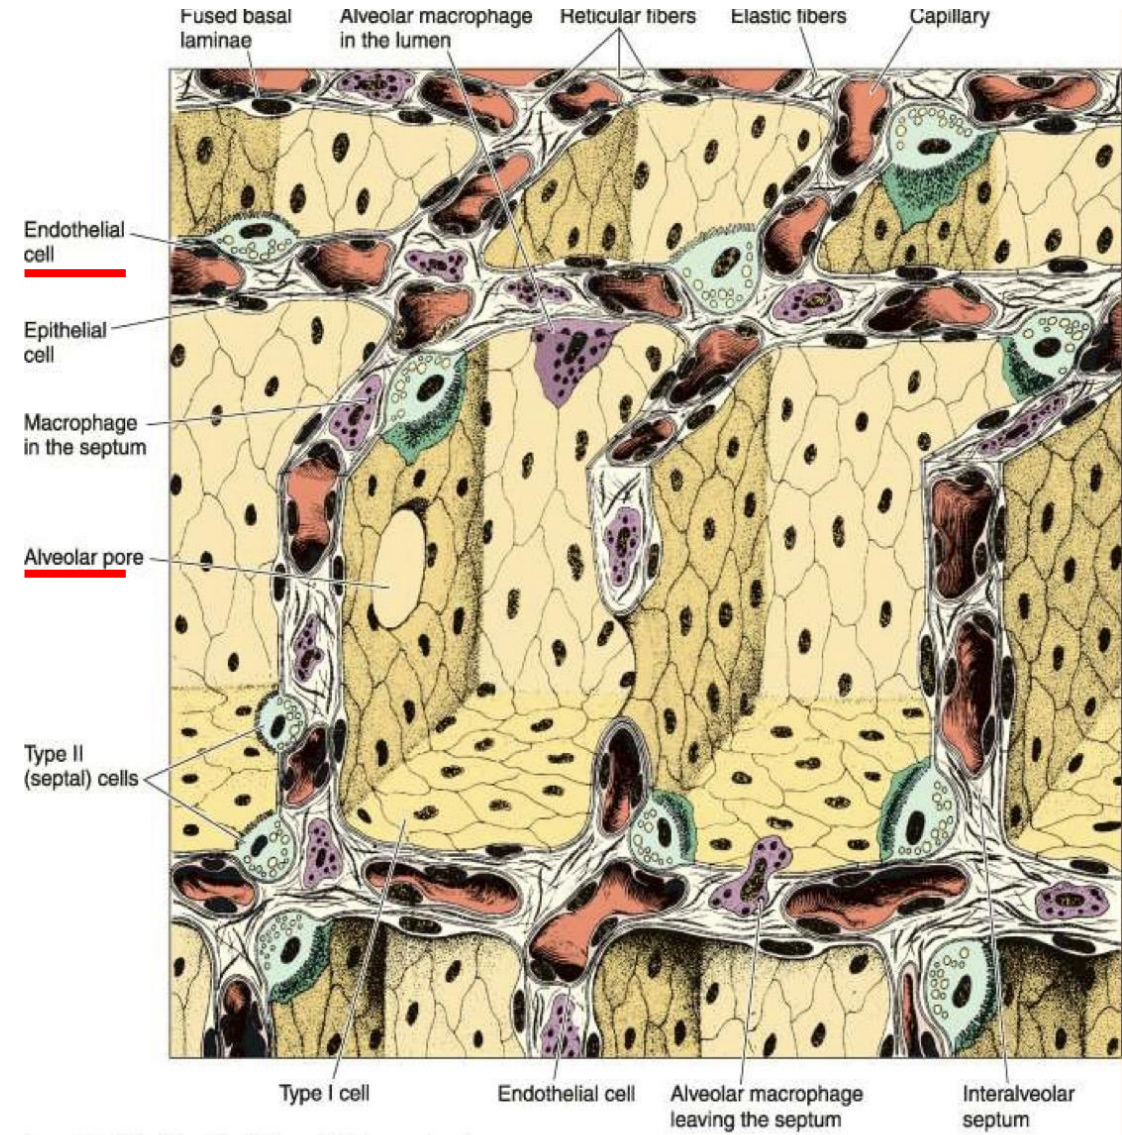 Fused basal
laminae
Alveolar macrophage
in the lumen
Reticular fibers
Elastic fibers
Capillary
Endothelial
cell
Epithelial
cell
Macrophage
in the septum
Alveolar pore
Type II
(septal) cells
Type I cell
Endothelial cell
Alveolar macrophage
leaving the septum
Interalveolar
septum